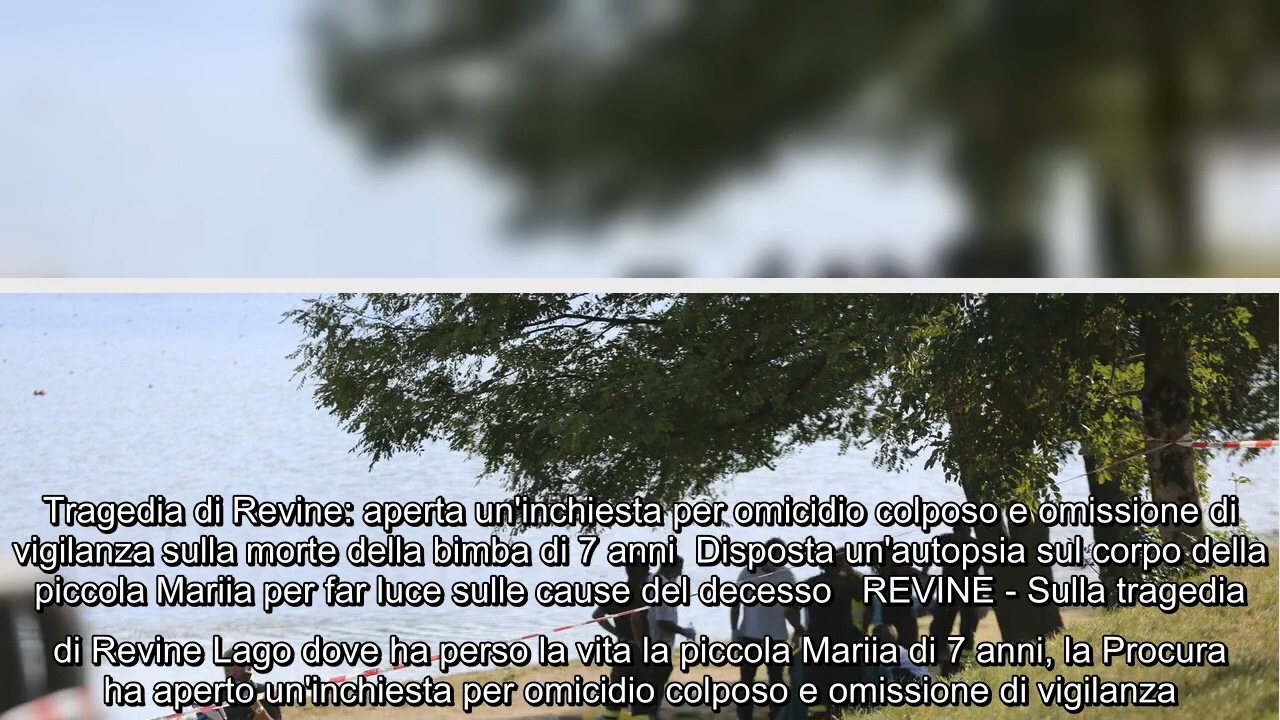 Tragedia di Revine: aperta un'inchiesta per omicidio colposo e omissione di
vigilanza sulla morte della bimba di 7 anni  Disposta un'autopsia sul corpo della
piccola Mariia per far luce sulle cause del decesso   REVINE - Sulla tragedia
di Revine Lago dove ha perso la vita la piccola Mariia di 7 anni, la Procura
ha aperto un'inchiesta per omicidio colposo e omissione di vigilanza